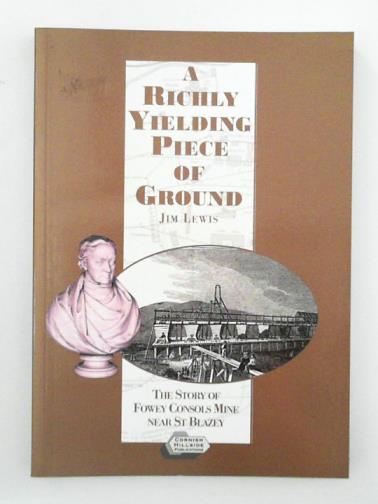 A
RICHLY
YIELDING
PIECE
OF
GROUND
JIM LEWIS
THE STORY OF
FOWEY CONSOLS MINE
NEAR ST BLAZEY
CORNISH
HILLSIDE
PUBLICATIONS